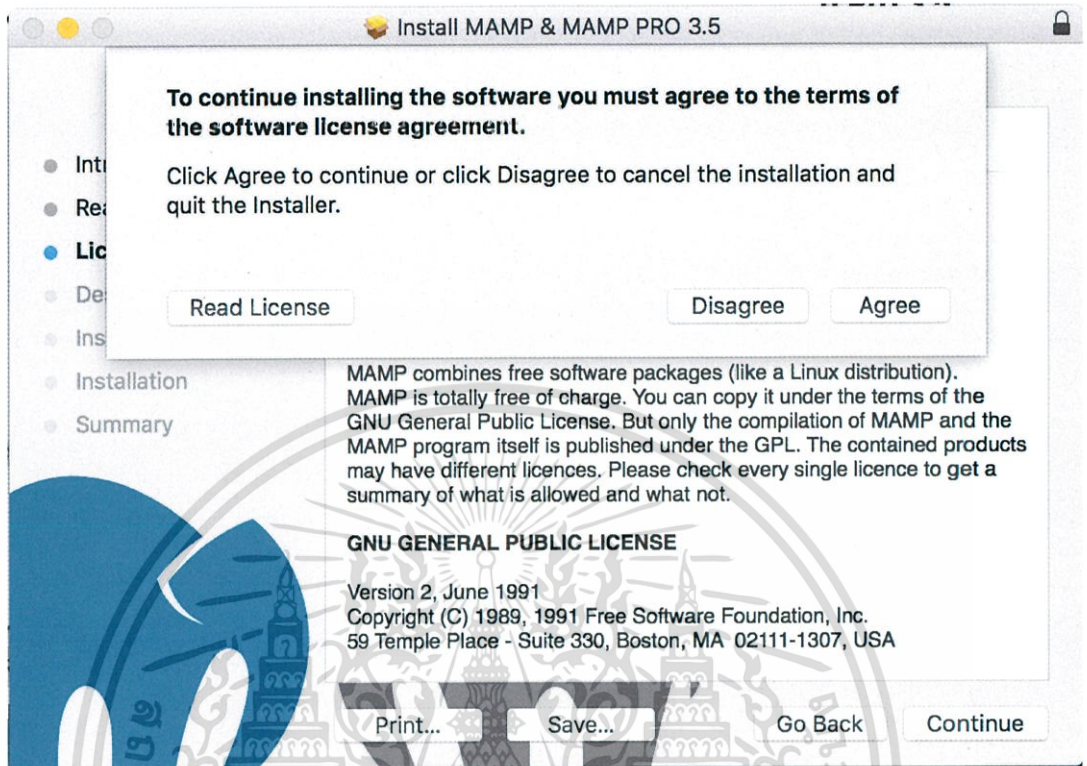 Install MAMP & MAMP PRO 3.5
To continue installing the software you must agree to the terms of
the software license agreement.
Click Agree to continue or click Disagree to cancel the installation and
quit the Installer.
Read License
Disagree
Agree
Intr
Rea
Lic
De
Ins
Installation
Summary
MAMP combines free software packages (like a Linux distribution).
MAMP is totally free of charge. You can copy it under the terms of the
GNU General Public License. But only the compilation of MAMP and the
MAMP program itself is published under the GPL. The contained products
may have different licences. Please check every single licence to get a
summary of what is allowed and what not.
GNU GENERAL PUBLIC LICENSE
Version 2, June 1991
Copyright (C) 1989, 1991 Free Software Foundation, Inc.
59 Temple Place - Suite 330, Boston, MA 02111-1307, USA
Print...
Save...
Go Back
Continue